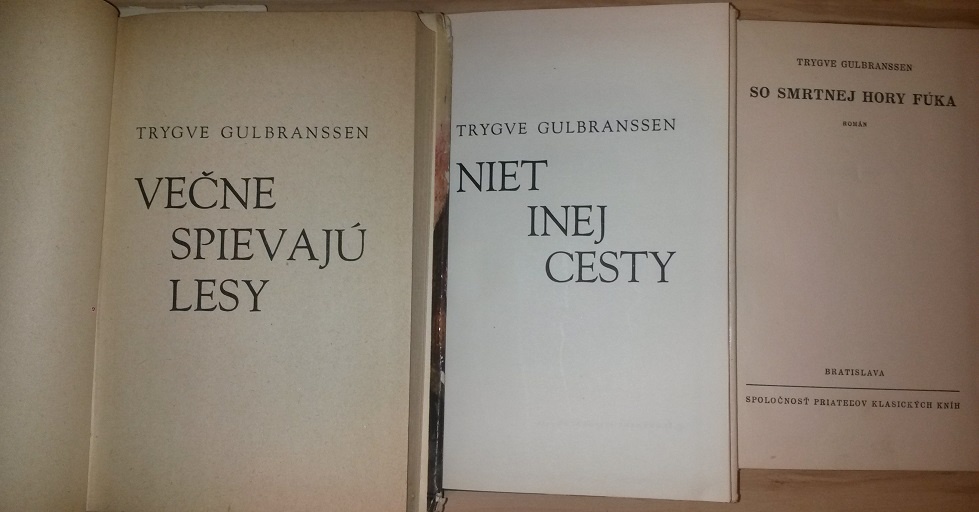 TRYGVE GULBRANSSEN
VEČNE
SPIEVAJÚ
LESY
TRYGVE GULBRANSSEN
NIET
INEJ
CESTY
TRYGVE GULBRANSSEN
SO SMRTNEJ HORY FÚKA
ROMÁN
BRATISLAVA
SPOLOČNOSŤ PRIATEĽOV KLASICKÝCH KNÍH